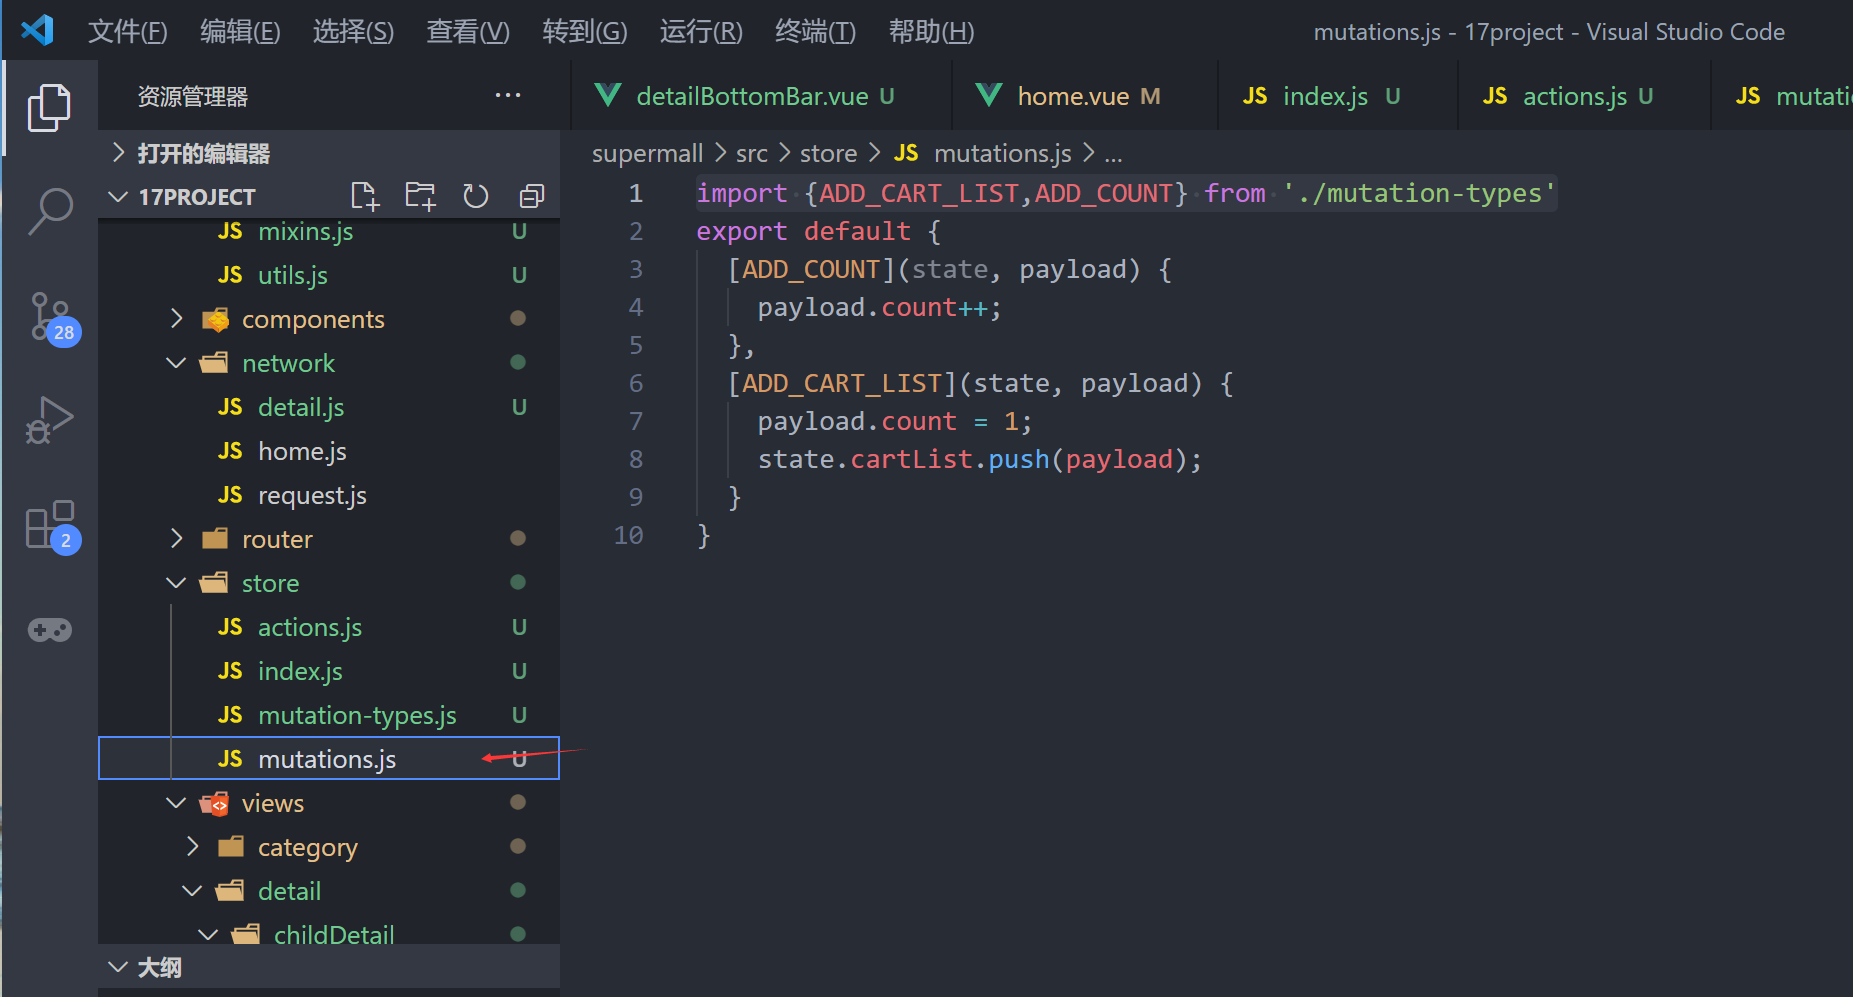 文件(F) 编辑(E) 选择(S) 查看(V) 转到(G) 运行(R) 终端(T) 帮助(H) mutations.js - 17project - Visual Studio Code
资源管理器 ···
detailBottomBar.vue U
home.vue M
JS index.js U
JS actions.js U
JS mutati
打开的编辑器
17PROJECT
JS mixins.js U
JS utils.js U
components
network
JS detail.js U
JS home.js
JS request.js
router
store
JS actions.js U
JS index.js U
JS mutation-types.js U
JS mutations.js U
views
category
detail
childDetail
大纲
28
2
supermall > src > store > JS mutations.js > ...
1 import {ADD_CART_LIST,ADD_COUNT} from './mutation-types'
2 export default {
3 [ADD_COUNT](state, payload) {
4 payload.count++;
5 },
6 [ADD_CART_LIST](state, payload) {
7 payload.count = 1;
8 state.cartList.push(payload);
9 }
10 }